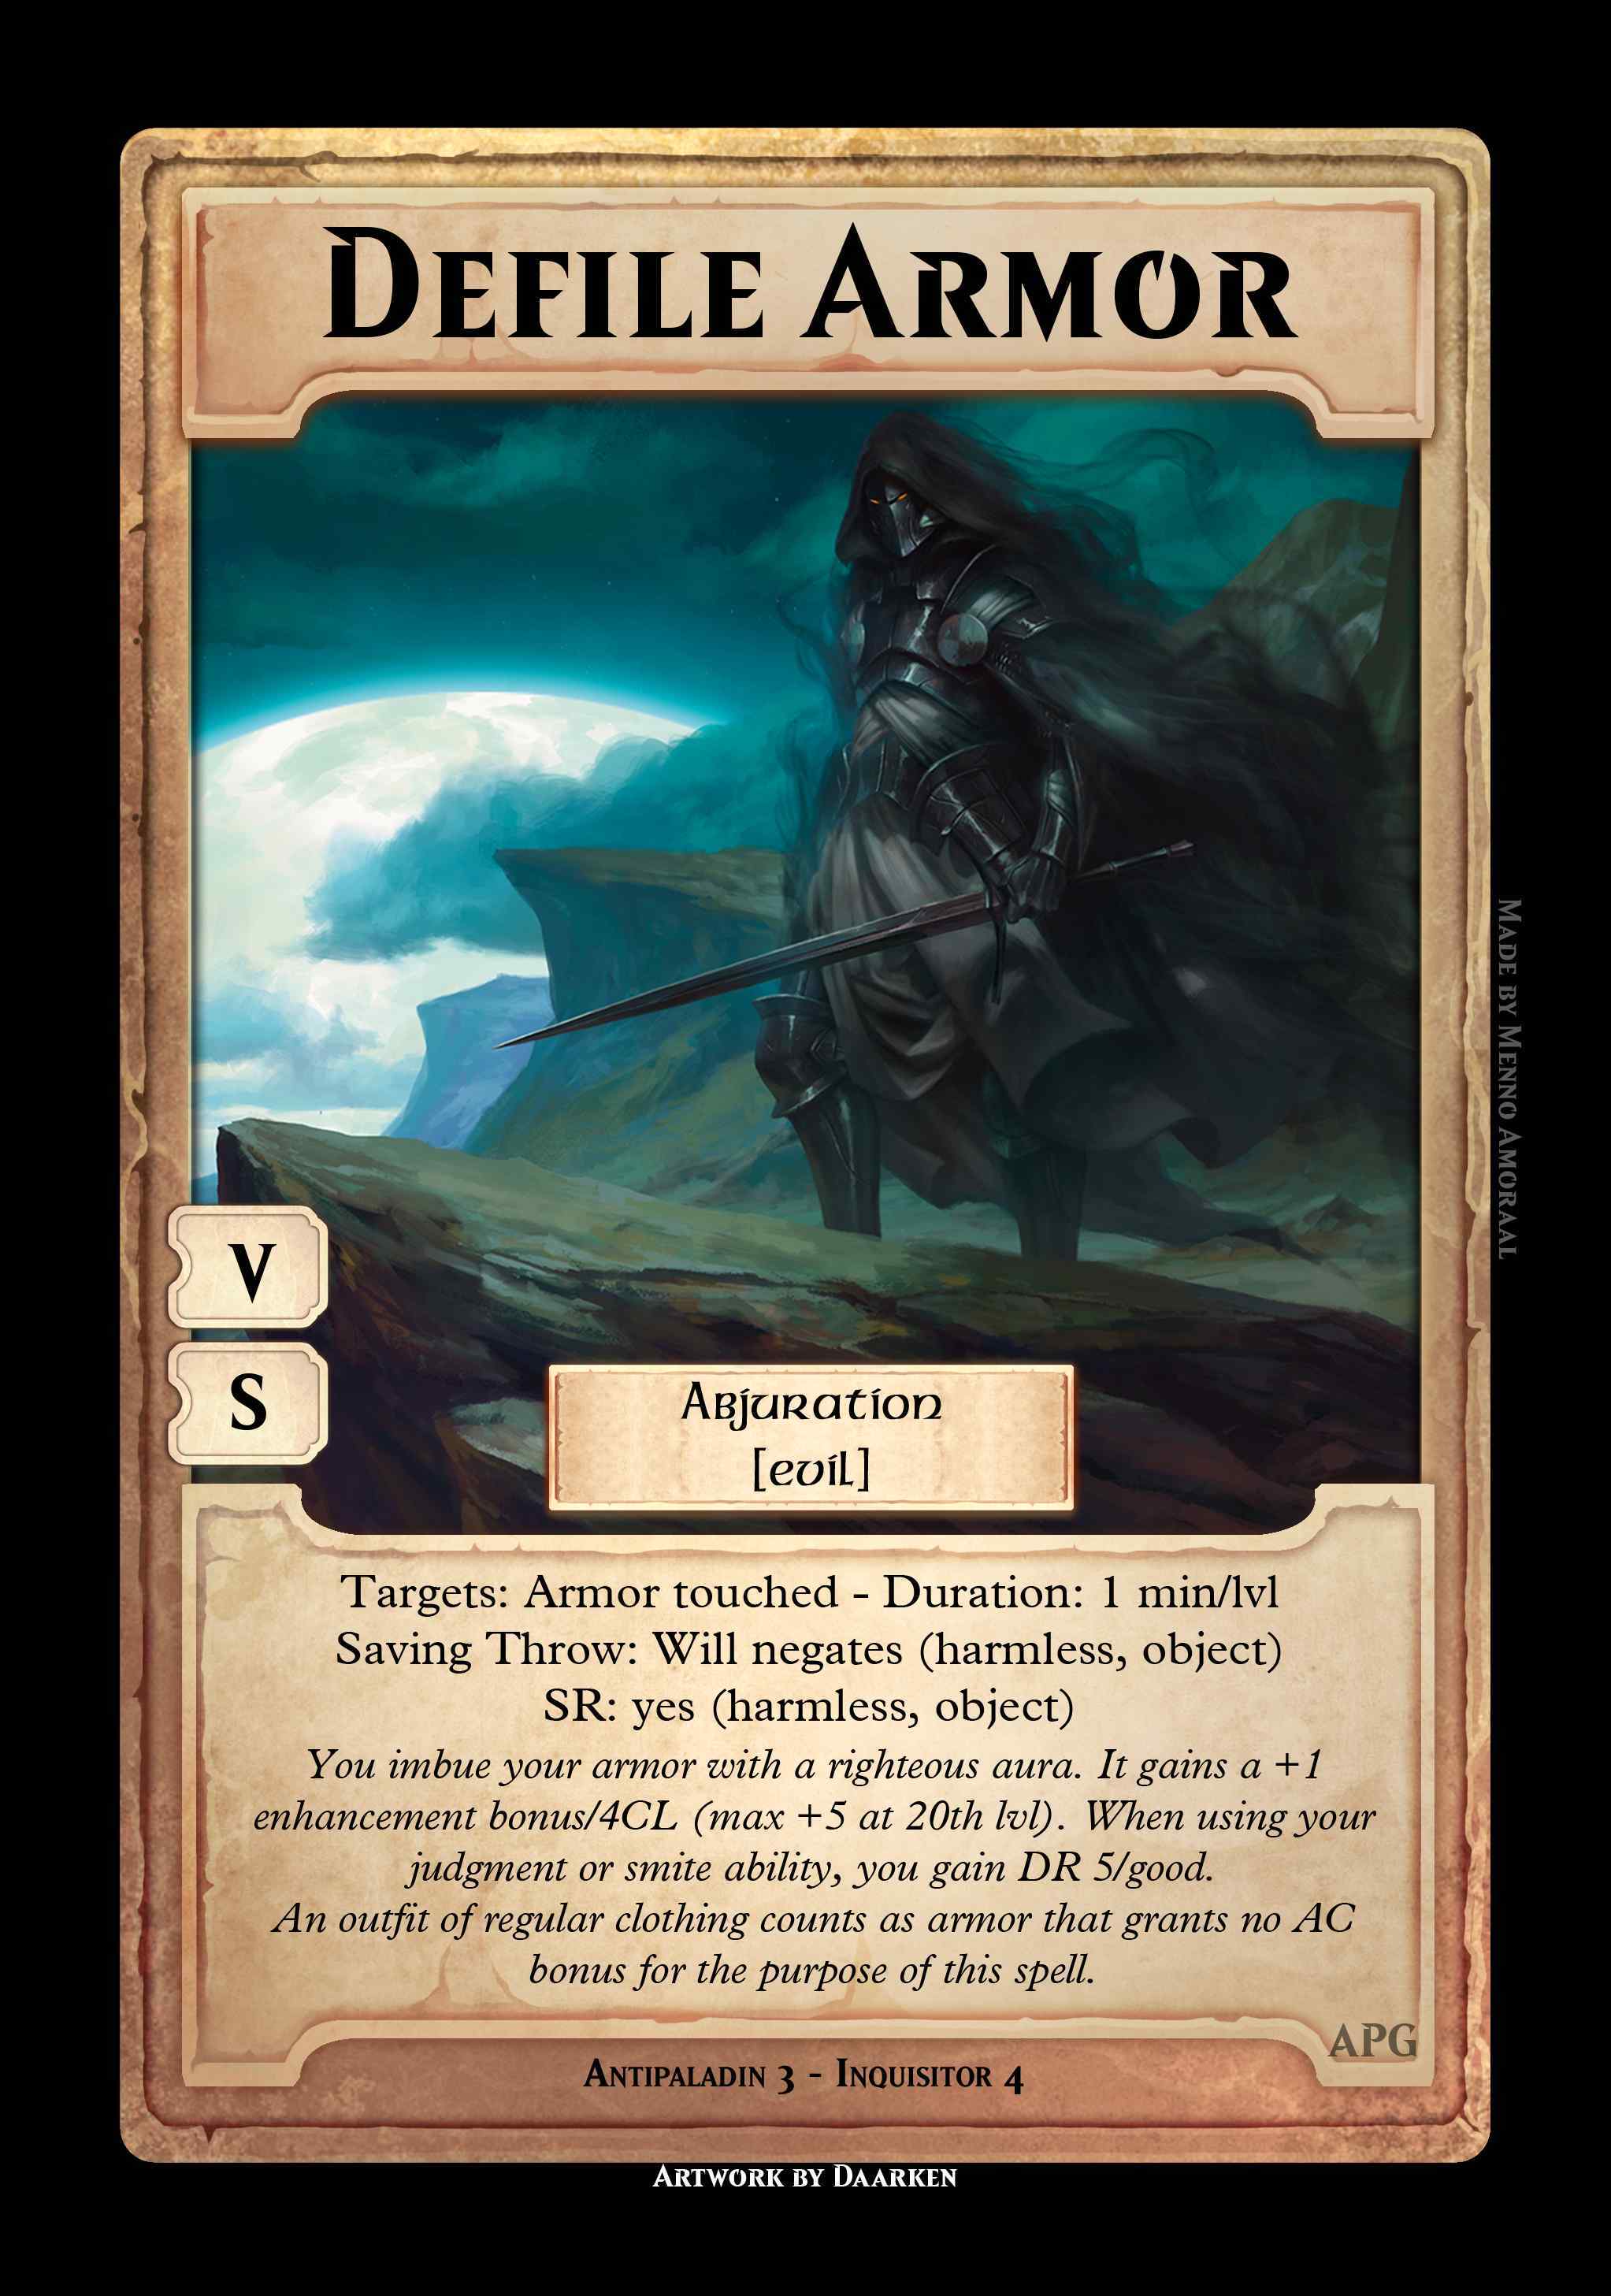 Defile Armor
Made by Menno Amoraal
V
S
Abjuration
[evil]
Targets: Armor touched - Duration: 1 min/lvl
Saving Throw: Will negates (harmless, object)
SR: yes (harmless, object)
You imbue your armor with a righteous aura. It gains a +1
enhancement bonus/4CL (max +5 at 20th lvl). When using your
judgment or smite ability, you gain DR 5/good.
An outfit of regular clothing counts as armor that grants no AC
bonus for the purpose of this spell.
APG
Antipaladin 3 - Inquisitor 4
Artwork by Daarken